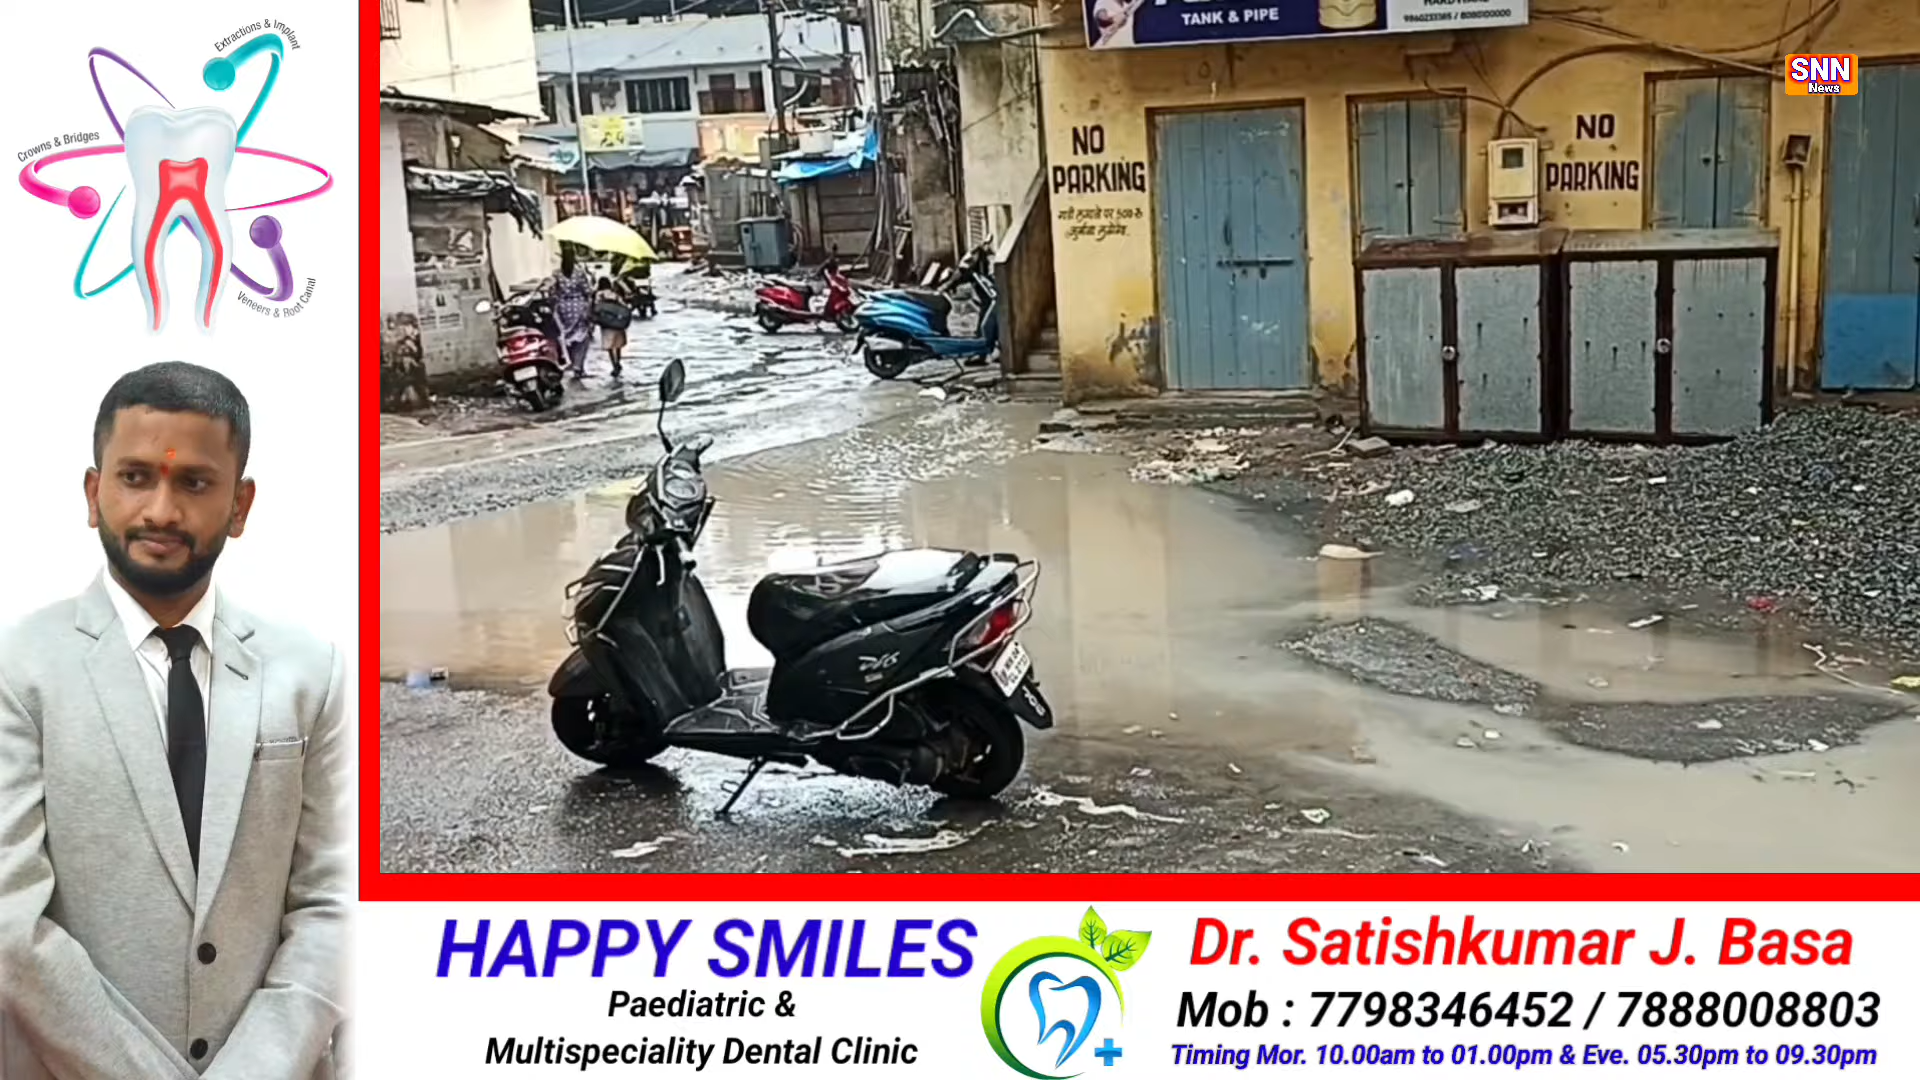 Extractions & Implant
Crowns & Bridges
Veneers & Root Canal
TANK & PIPE
SNN
News
NO
PARKING
NO
PARKING
HAPPY SMILES
Paediatric &
Multispeciality Dental Clinic
Dr. Satishkumar J. Basa
Mob : 7798346452 / 7888008803
Timing Mor. 10.00am to 01.00pm & Eve. 05.30pm to 09.30pm